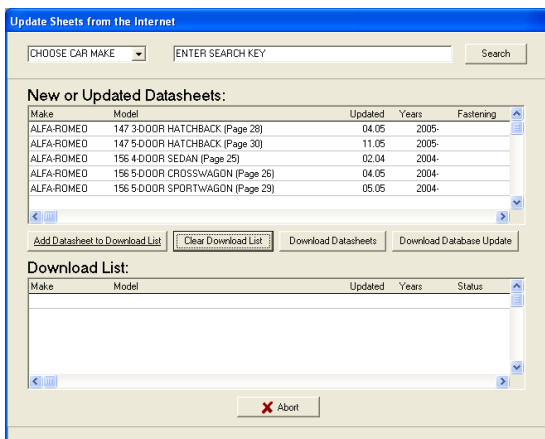 Update Sheets from the Internet
CHOOSE CAR MAKE ENTER SEARCH KEY Search
New or Updated Datasheets:
Make Model Updated Years Fastening
ALFA-ROMEO 147 3-DOOR HATCHBACK (Page 28) 04.05 2005-
ALFA-ROMEO 147 5-DOOR HATCHBACK (Page 30) 11.05 2005-
ALFA-ROMEO 156 4-DOOR SEDAN (Page 25) 02.04 2004-
ALFA-ROMEO 156 5-DOOR CROSSWAGON (Page 26) 04.05 2004-
ALFA-ROMEO 156 5-DOOR SPORTWAGON (Page 29) 05.05 2004-
Add Datasheet to Download List Clear Download List Download Datasheets Download Database Update
Download List:
Make Model Updated Years Status
Abort